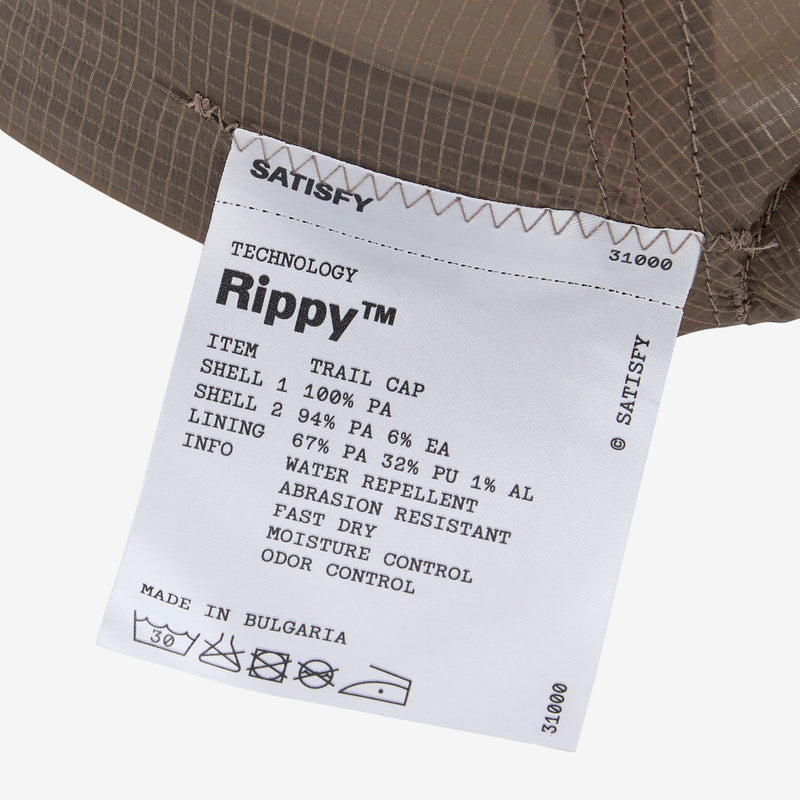 SATISFY
31000
TECHNOLOGY
Rippy™
ITEM TRAIL CAP
SHELL 1 100% PA
SHELL 2 94% PA 6% EA
LINING 67% PA 32% PU 1% AL
INFO WATER REPELLENT
ABRASION RESISTANT
FAST DRY
MOISTURE CONTROL
ODOR CONTROL
© SATISFY
MADE IN BULGARIA
30
31000